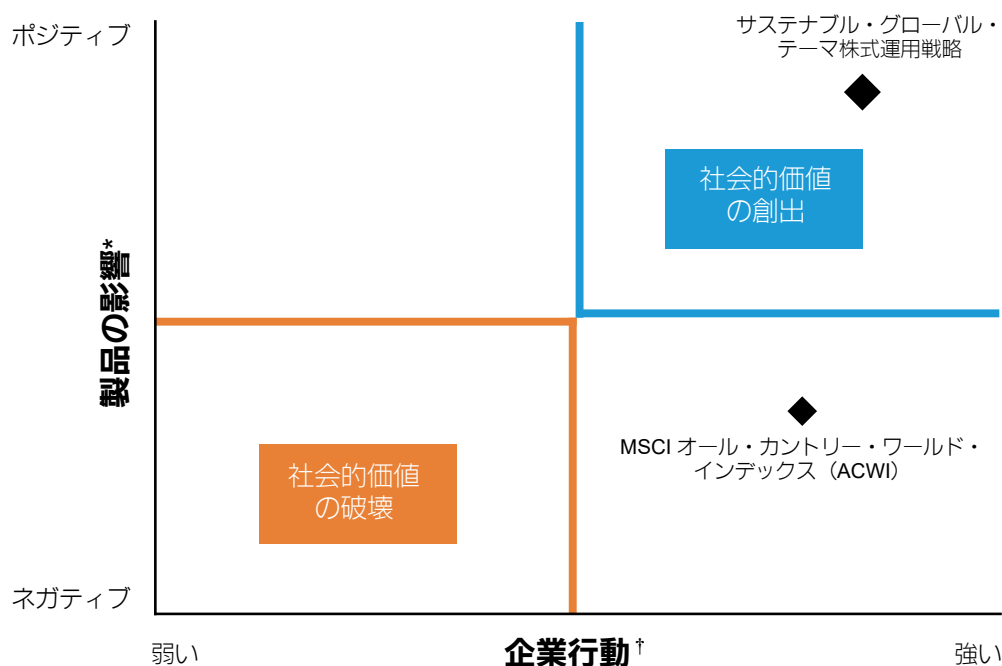 ポジティブ
サステナブル・グローバル・
テーマ株式運用戦略
社会的価値
の創出
製品の影響*
MSCI オール・カントリー・ワールド・
インデックス（ACWI）
社会的価値
の破壊
ネガティブ
弱い
企業行動†
強い